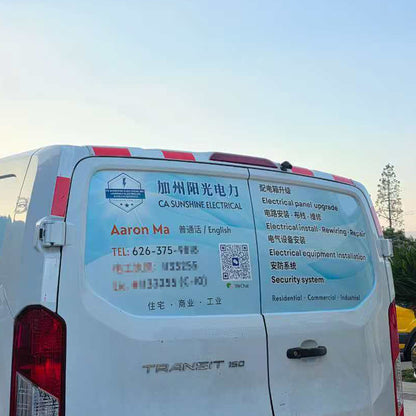 加州阳光电力
CA SUNSHINE ELECTRICAL
Aaron Ma 普通话 / English
TEL: 626-375-
WeChat
住宅 · 商业 · 工业
配电箱升级
Electrical panel upgrade
电路安装 · 布线 · 维修
Electrical install · Rewiring · Repair
电气设备安装
Electrical equipment installation
安防系统
Security system
Residential · Commercial · Industrial
TRANSIT 150